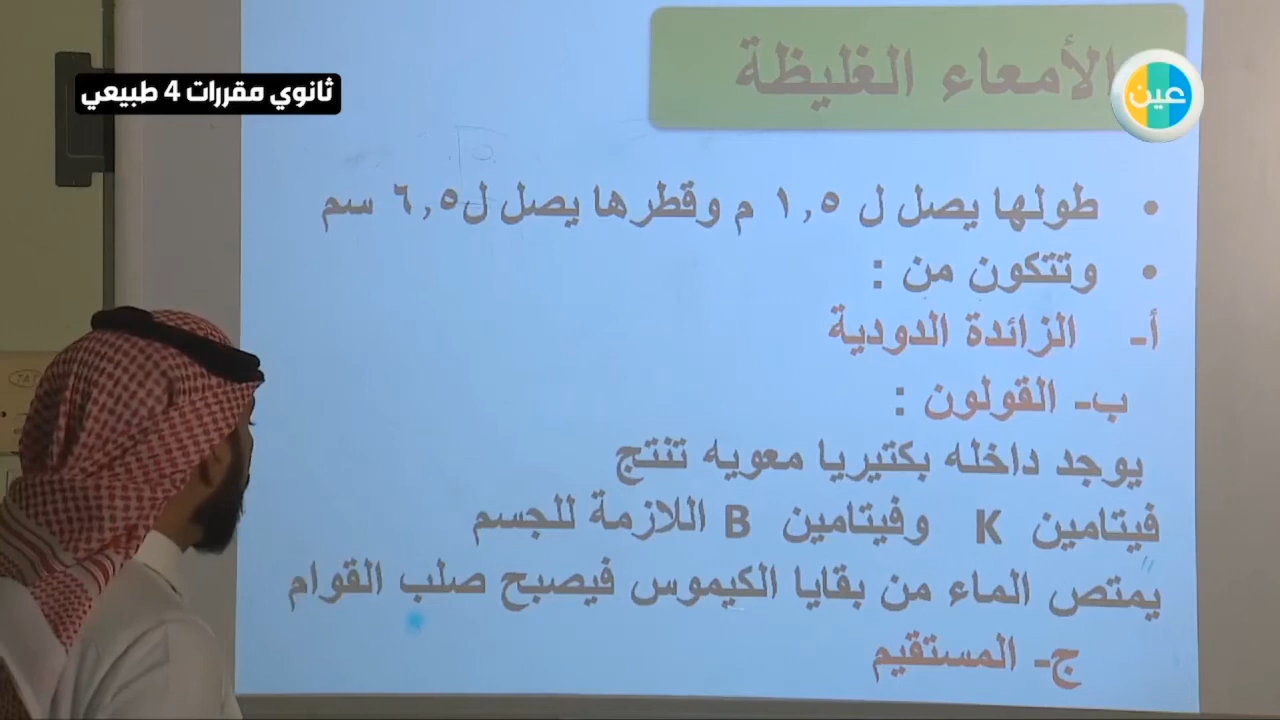 ثانوي مقررات 4 طبيعي
عين
الأمعاء الغليظة
• طولها يصل ل ١,٥ م وقطرها يصل ل٦,٥ سم
• وتتكون من :
أ- الزائدة الدودية
ب- القولون :
يوجد داخله بكتيريا معويه تنتج
فيتامين K وفيتامين B اللازمة للجسم
يمتص الماء من بقايا الكيموس فيصبح صلب القوام
ج- المستقيم